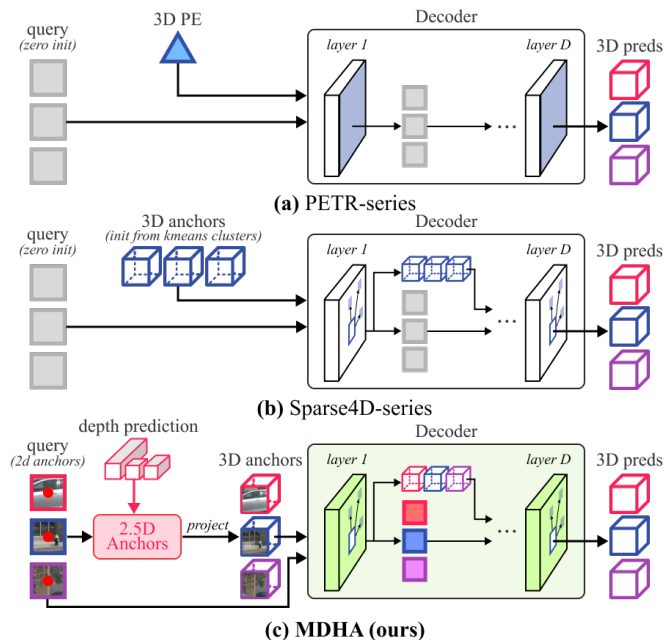 query
(zero init)
3D PE
Decoder
layer 1
layer D
...
3D preds
(a) PETR-series
query
(zero init)
3D anchors
(init from kmeans clusters)
Decoder
layer 1
layer D
...
3D preds
(b) Sparse4D-series
query
(2d anchors)
depth prediction
2.5D
Anchors
project
3D anchors
Decoder
layer 1
layer D
...
3D preds
(c) MDHA (ours)